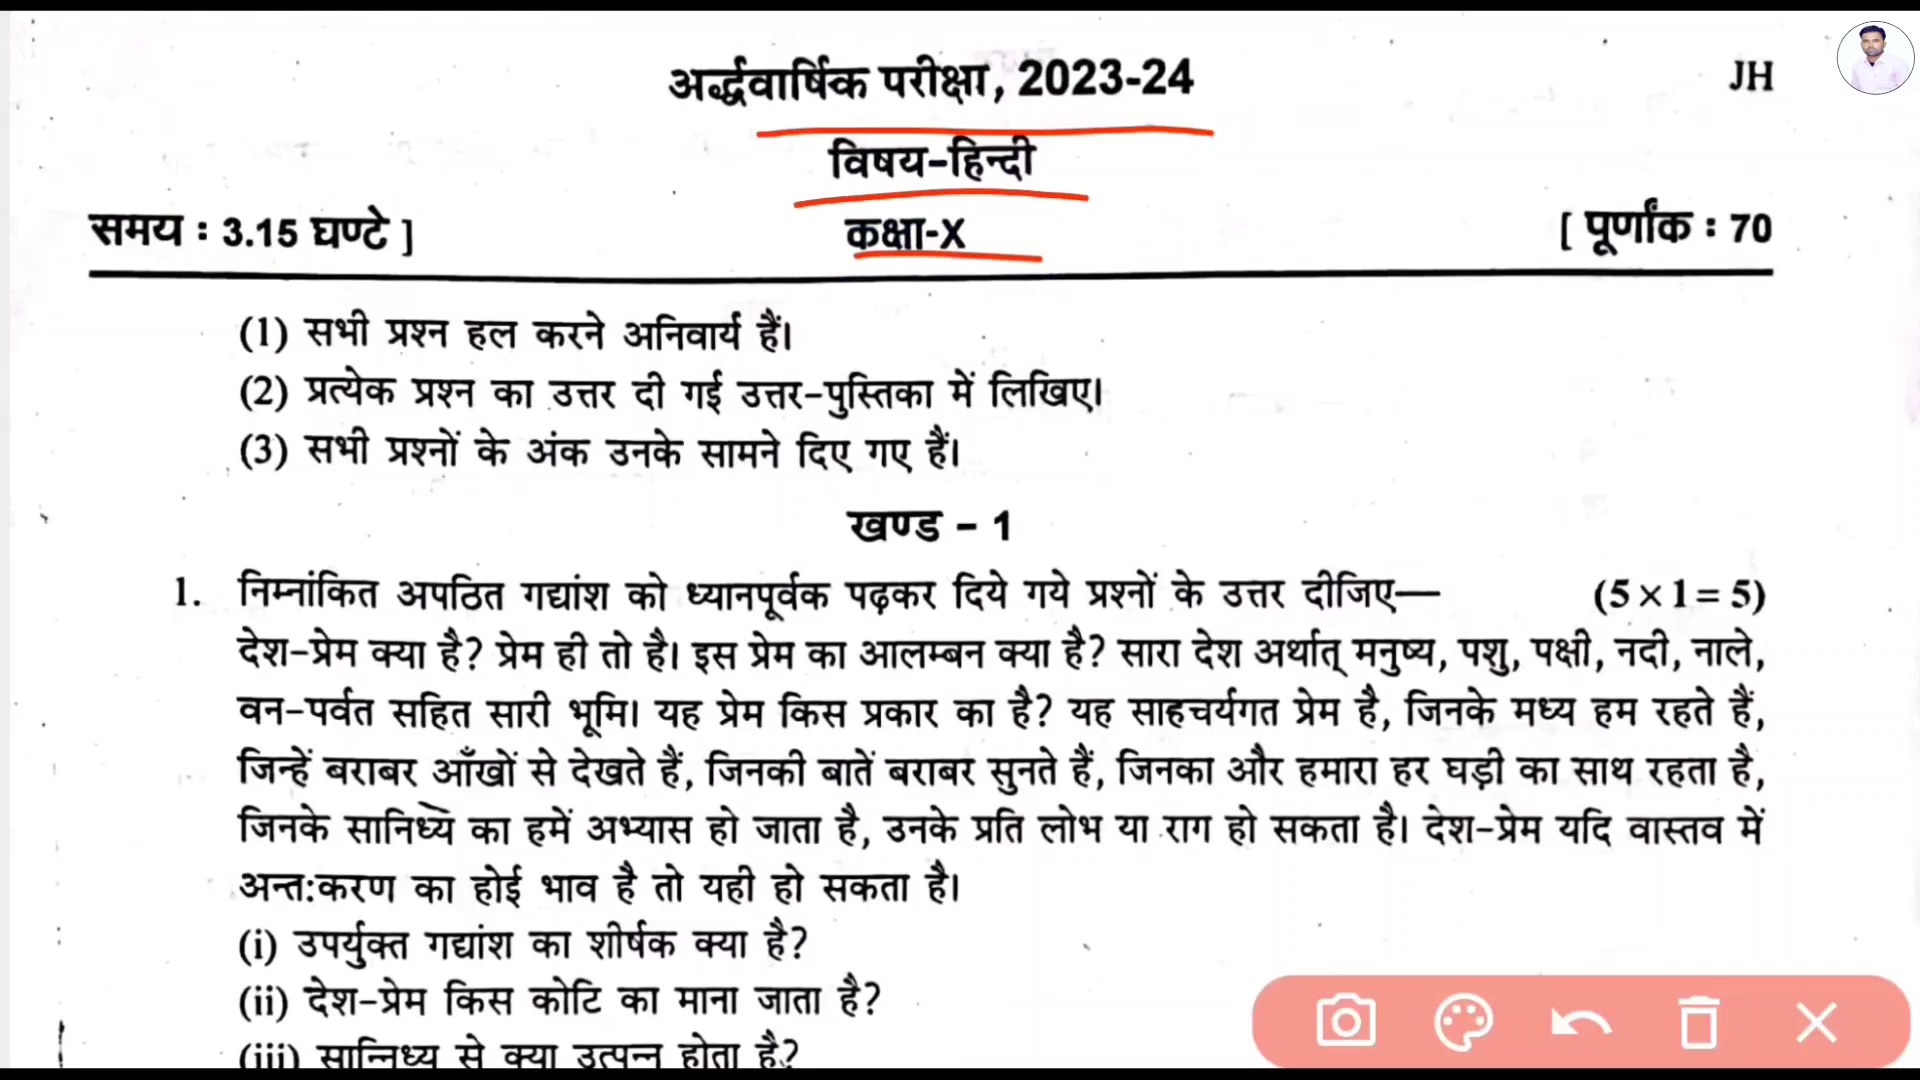 अर्द्धवार्षिक परीक्षा, 2023-24
JH
विषय-हिन्दी
समय : 3.15 घण्टे ]
कक्षा-X
[ पूर्णांक : 70
(1) सभी प्रश्न हल करने अनिवार्य हैं।
(2) प्रत्येक प्रश्न का उत्तर दी गई उत्तर-पुस्तिका में लिखिए।
(3) सभी प्रश्नों के अंक उनके सामने दिए गए हैं।
खण्ड - 1
1. निम्नांकित अपठित गद्यांश को ध्यानपूर्वक पढ़कर दिये गये प्रश्नों के उत्तर दीजिए— (5 × 1 = 5)
देश-प्रेम क्या है? प्रेम ही तो है। इस प्रेम का आलम्बन क्या है? सारा देश अर्थात् मनुष्य, पशु, पक्षी, नदी, नाले,
वन-पर्वत सहित सारी भूमि। यह प्रेम किस प्रकार का है? यह साहचर्यगत प्रेम है, जिनके मध्य हम रहते हैं,
जिन्हें बराबर आँखों से देखते हैं, जिनकी बातें बराबर सुनते हैं, जिनका और हमारा हर घड़ी का साथ रहता है,
जिनके सानिध्य का हमें अभ्यास हो जाता है, उनके प्रति लोभ या राग हो सकता है। देश-प्रेम यदि वास्तव में
अन्त:करण का होई भाव है तो यही हो सकता है।
(i) उपर्युक्त गद्यांश का शीर्षक क्या है?
(ii) देश-प्रेम किस कोटि का माना जाता है?
(iii) सान्निध्य से क्या उत्पन्न होता है?